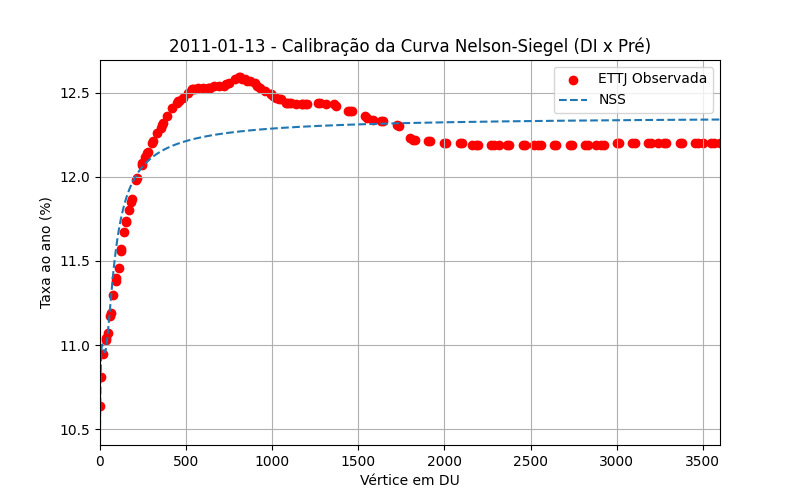 2011-01-13 - Calibração da Curva Nelson-Siegel (DI x Pré)
ETTJ Observada
NSS
Taxa ao ano (%)
12.5
12.0
11.5
11.0
10.5
0 500 1000 1500 2000 2500 3000 3500
Vértice em DU